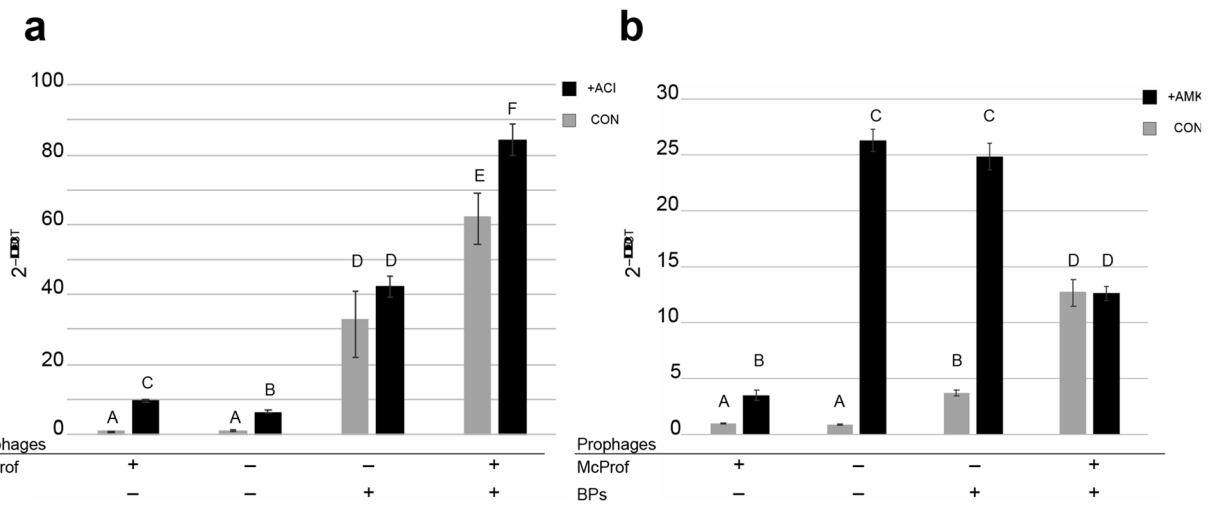 a
100
80
60
40
20
0
+ACI
CON
A
C
A
B
D
D
E
F
phages
rof
+ – – +
– – + +
b
30
25
20
15
10
5
0
+AMK
CON
A
B
A
C
B
C
D
D
Prophages
McProf + – – +
BPs – – + +